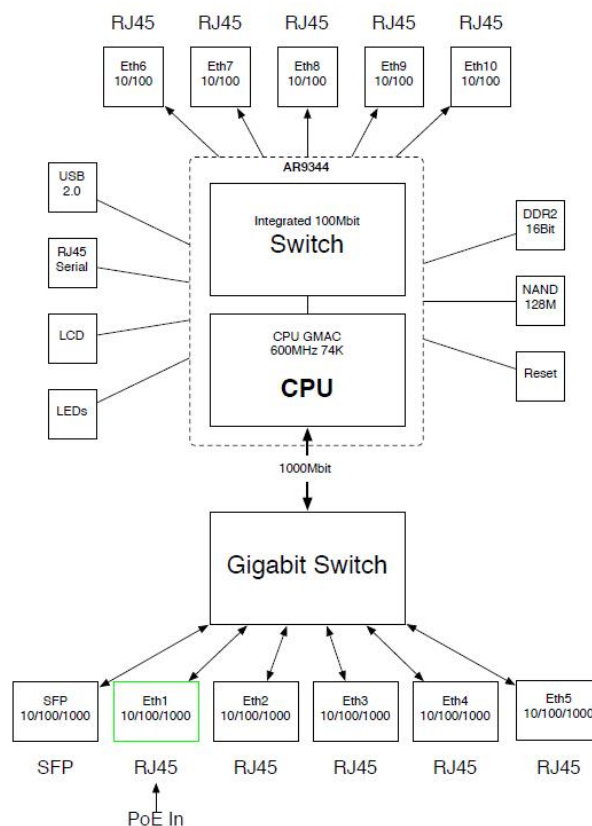 RJ45 RJ45 RJ45 RJ45 RJ45
Eth6 Eth7 Eth8 Eth9 Eth10
10/100 10/100 10/100 10/100 10/100
AR9344
USB
2.0
Integrated 100Mbit
Switch
DDR2
16Bit
RJ45
Serial
NAND
128M
LCD
CPU GMAC
600MHz 74K
CPU
Reset
LEDs
1000Mbit
Gigabit Switch
SFP Eth1 Eth2 Eth3 Eth4 Eth5
10/100/1000 10/100/1000 10/100/1000 10/100/1000 10/100/1000 10/100/1000
SFP RJ45 RJ45 RJ45 RJ45 RJ45
PoE In